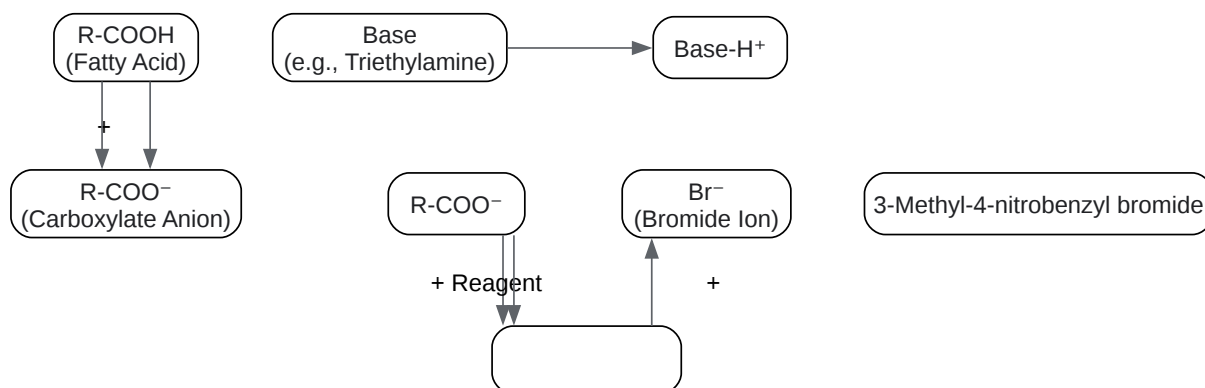 R-COOH
(Fatty Acid)
Base
(e.g., Triethylamine)
Base-H⁺
+
R-COO⁻
(Carboxylate Anion)
R-COO⁻
Br⁻
(Bromide Ion)
3-Methyl-4-nitrobenzyl bromide
+ Reagent
+